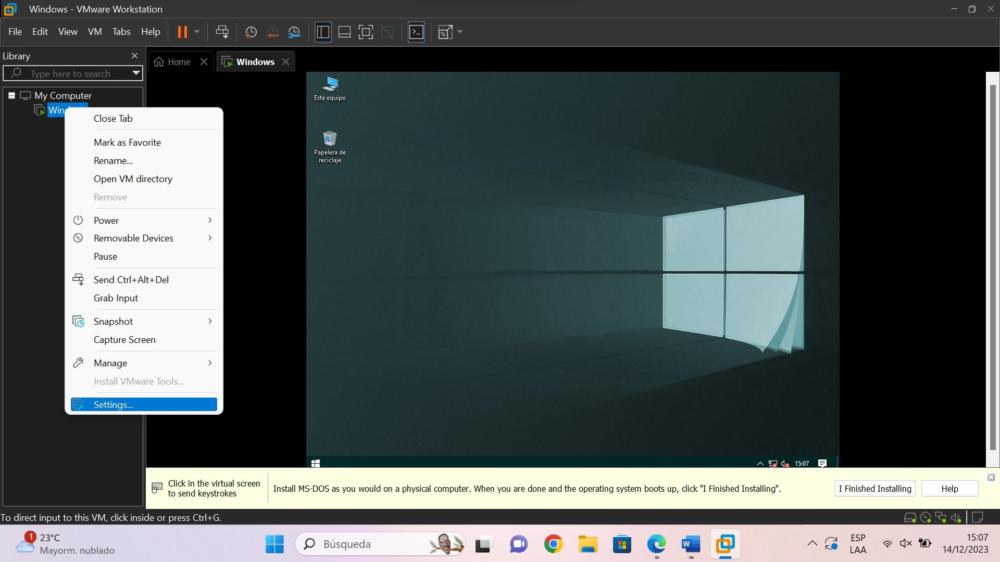 Windows - VMware Workstation
File Edit View VM Tabs Help
Library
Home
Windows
Type here to search
My Computer
Win
Close Tab
Mark as Favorite
Rename...
Open VM directory
Remove
Power
Removable Devices
Pause
Send Ctrl+Alt+Del
Grab Input
Snapshot
Capture Screen
Manage
Install VMware Tools...
Settings...
Este equipo
Papelera de
reciclaje
15:07
Click in the virtual screen
to send keystrokes
Install MS-DOS as you would on a physical computer. When you are done and the operating system boots up, click "I Finished Installing".
I Finished Installing
Help
To direct input to this VM, click inside or press Ctrl+G.
1
23°C
Mayorm. nublado
Búsqueda
W
ESP
LAA
15:07
14/12/2023